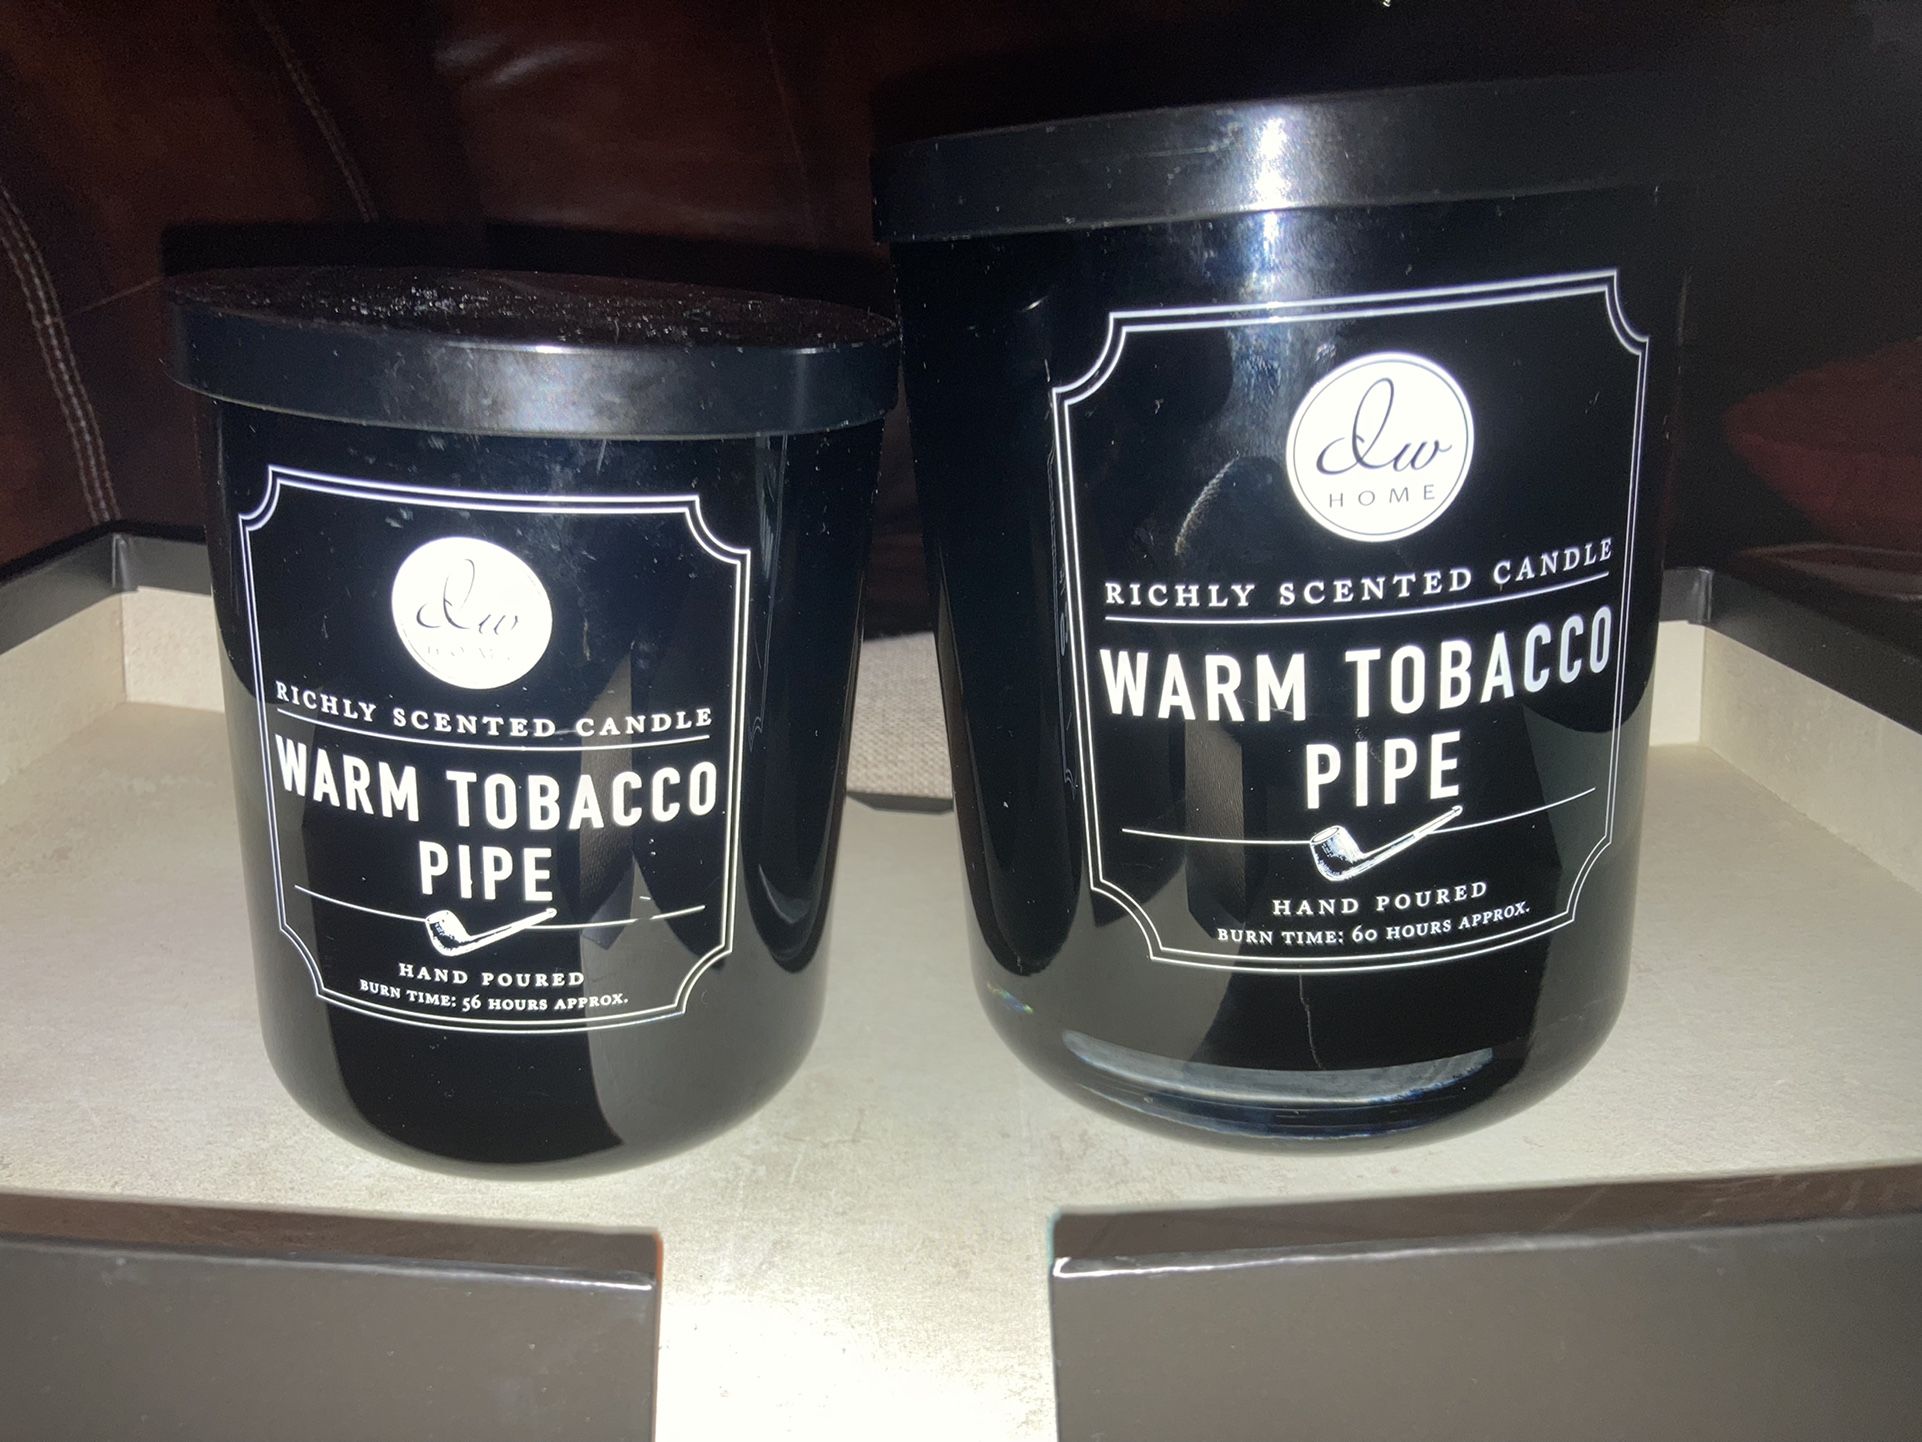 dw
HOME
RICHLY SCENTED CANDLE
WARM TOBACCO
PIPE
HAND POURED
BURN TIME: 56 HOURS APPROX.
dw
HOME
RICHLY SCENTED CANDLE
WARM TOBACCO
PIPE
HAND POURED
BURN TIME: 60 HOURS APPROX.